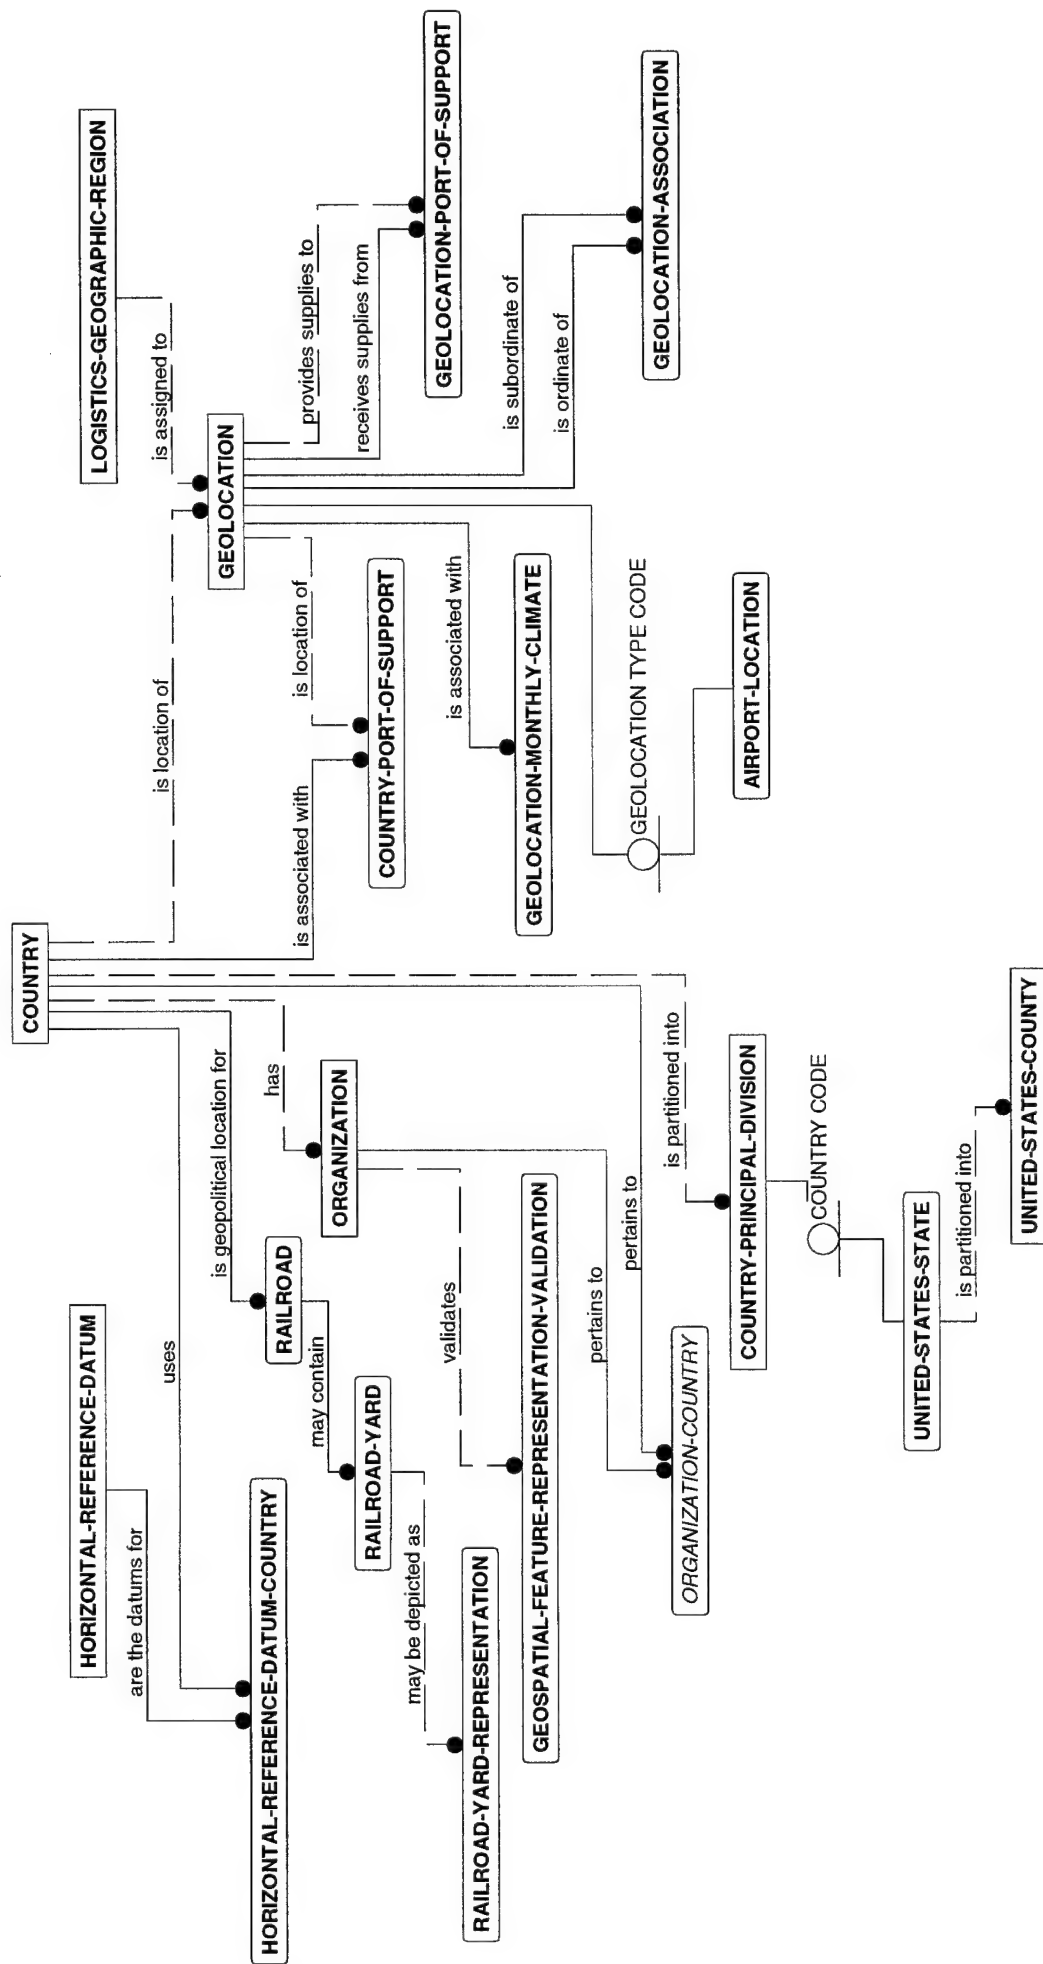 COUNTRY
HORIZONTAL-REFERENCE-DATUM
LOGISTICS-GEOGRAPHIC-REGION
are the datums for
uses
is location of
is assigned to
is geopolitical location for
GEOLOCATION
HORIZONTAL-REFERENCE-DATUM-COUNTRY
RAILROAD
has
is associated with
is location of
provides supplies to
may contain
ORGANIZATION
receives supplies from
RAILROAD-YARD
COUNTRY-PORT-OF-SUPPORT
may be depicted as
validates
is associated with
GEOLOCATION-PORT-OF-SUPPORT
RAILROAD-YARD-REPRESENTATION
is subordinate of
GEOSPATIAL-FEATURE-REPRESENTATION-VALIDATION
GEOLOCATION-MONTHLY-CLIMATE
is ordinate of
pertains to
pertains to
is partitioned into
GEOLOCATION TYPE CODE
GEOLOCATION-ASSOCIATION
ORGANIZATION-COUNTRY
COUNTRY-PRINCIPAL-DIVISION
AIRPORT-LOCATION
COUNTRY CODE
UNITED-STATES-STATE
is partitioned into
UNITED-STATES-COUNTY